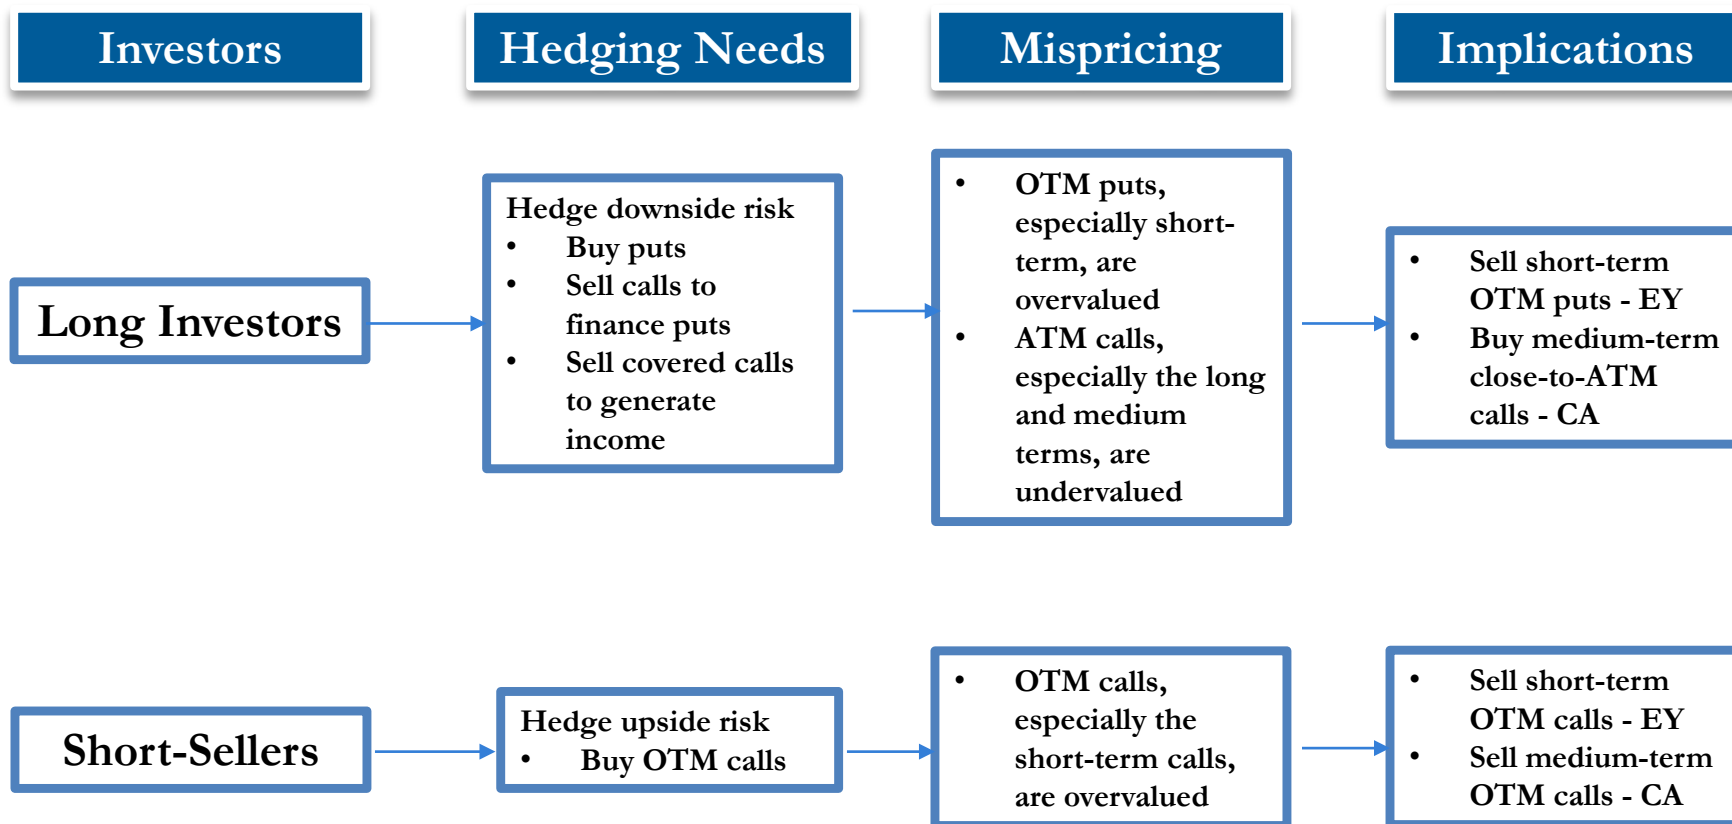 Investors
Hedging Needs
Mispricing
Implications
Long Investors
Hedge downside risk
• Buy puts
• Sell calls to
finance puts
• Sell covered calls
to generate
income
• OTM puts,
especially short-
term, are
overvalued
• ATM calls,
especially the long
and medium
terms, are
undervalued
• Sell short-term
OTM puts - EY
• Buy medium-term
close-to-ATM
calls - CA
Short-Sellers
Hedge upside risk
• Buy OTM calls
• OTM calls,
especially the
short-term calls,
are overvalued
• Sell short-term
OTM calls - EY
• Sell medium-term
OTM calls - CA